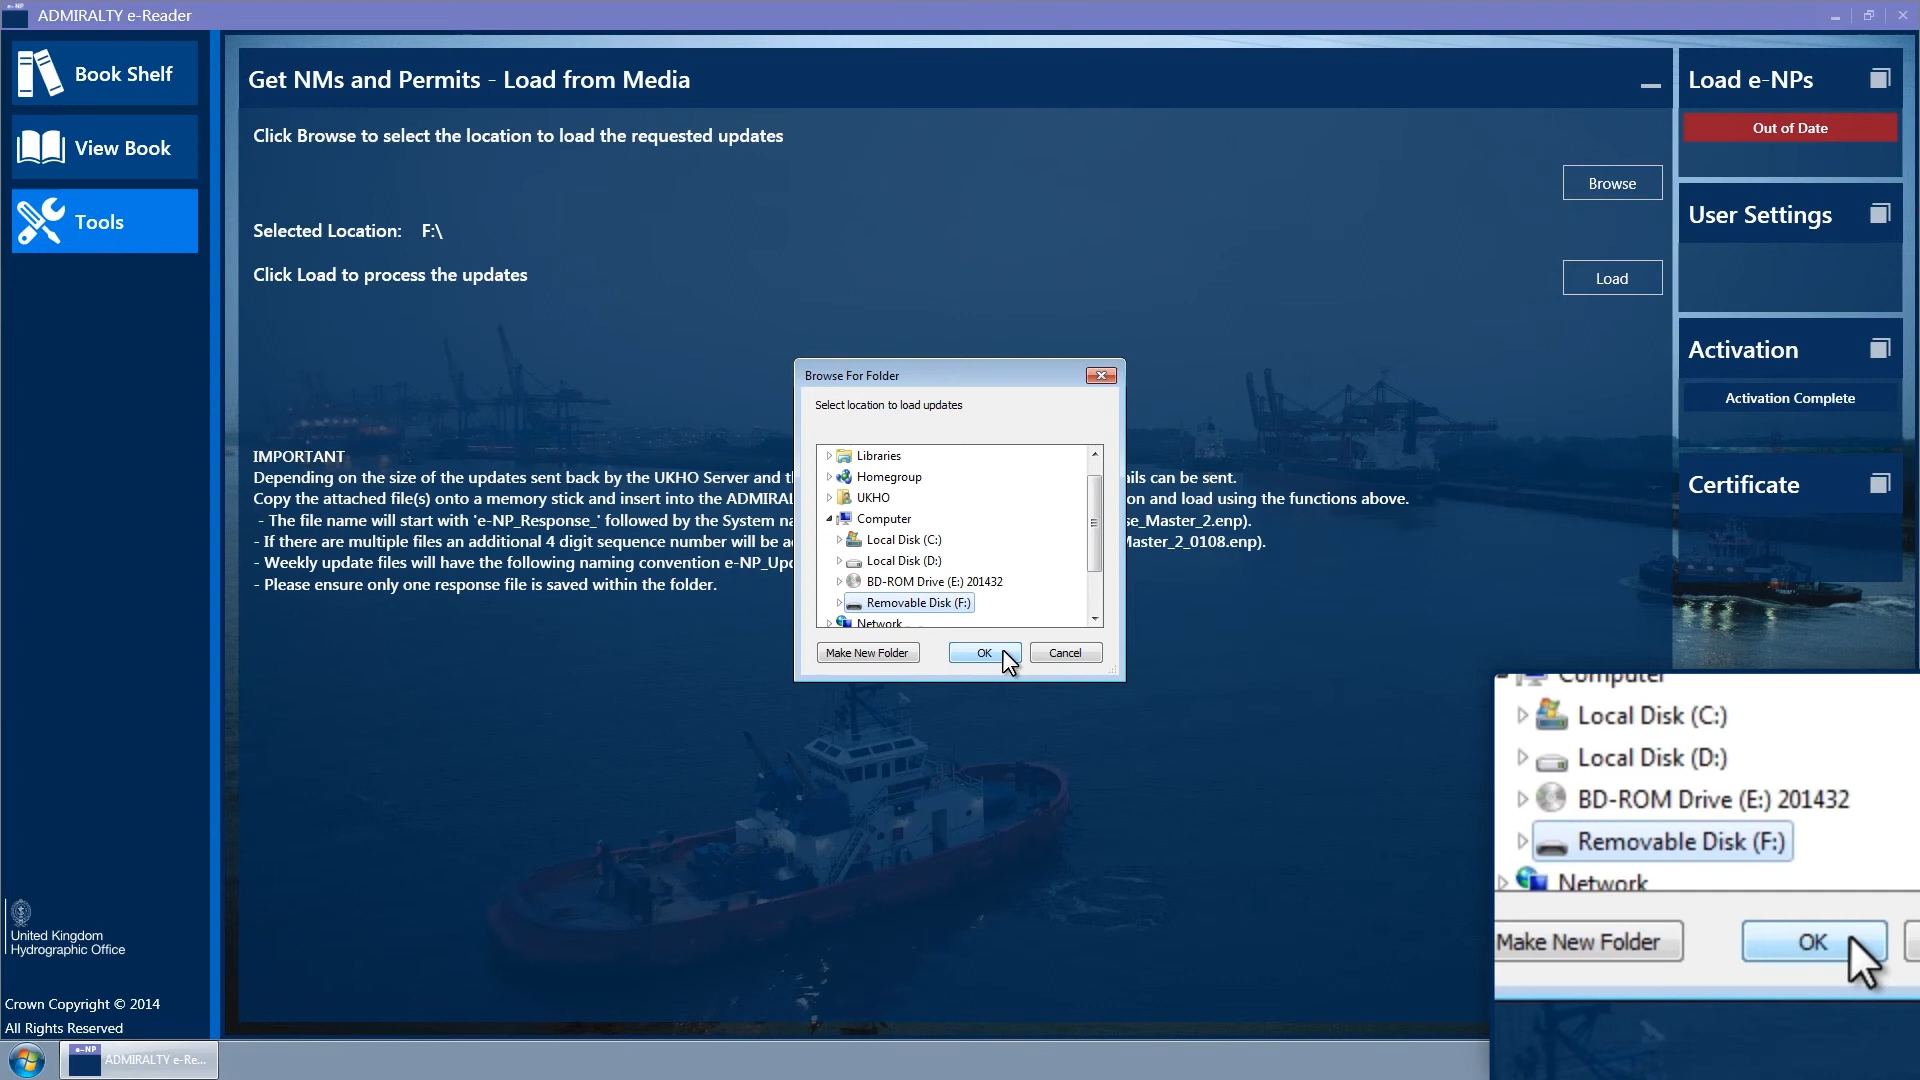 e-NP
ADMIRALTY e-Reader
Book Shelf
View Book
Tools
United Kingdom
Hydrographic Office
Crown Copyright © 2014
All Rights Reserved
Get NMs and Permits - Load from Media
Click Browse to select the location to load the requested updates
Browse
Selected Location: F:\
Click Load to process the updates
Load
IMPORTANT
Depending on the size of the updates sent back by the UKHO Server and th ils can be sent.
Copy the attached file(s) onto a memory stick and insert into the ADMIRAL on and load using the functions above.
- The file name will start with 'e-NP_Response_' followed by the System na se_Master_2.enp).
- If there are multiple files an additional 4 digit sequence number will be a Master_2_0108.enp).
- Weekly update files will have the following naming convention e-NP_Upd
- Please ensure only one response file is saved within the folder.
Browse For Folder
Select location to load updates
Libraries
Homegroup
UKHO
Computer
Local Disk (C:)
Local Disk (D:)
BD-ROM Drive (E:) 201432
Removable Disk (F:)
Network
Make New Folder
OK
Cancel
Load e-NPs
Out of Date
User Settings
Activation
Activation Complete
Certificate
Computer
Local Disk (C:)
Local Disk (D:)
BD-ROM Drive (E:) 201432
Removable Disk (F:)
Network
Make New Folder
OK
e-NP
ADMIRALTY e-Re...